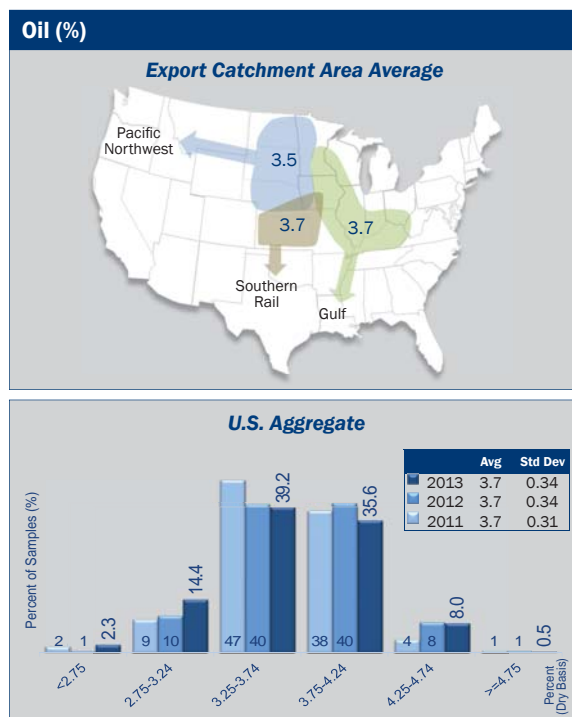 Oil (%)
Export Catchment Area Average
Pacific
Northwest
3.5
3.7
3.7
Southern
Rail
Gulf
U.S. Aggregate
Avg Std Dev
2013 3.7 0.34
2012 3.7 0.34
2011 3.7 0.31
Percent of Samples (%)
2 1 2.3
9 10 14.4
47 40 39.2
38 40 35.6
4 8 8.0
1 1 0.5
<2.75
2.75-3.24
3.25-3.74
3.75-4.24
4.25-4.74
>=4.75
Percent
(Dry Basis)